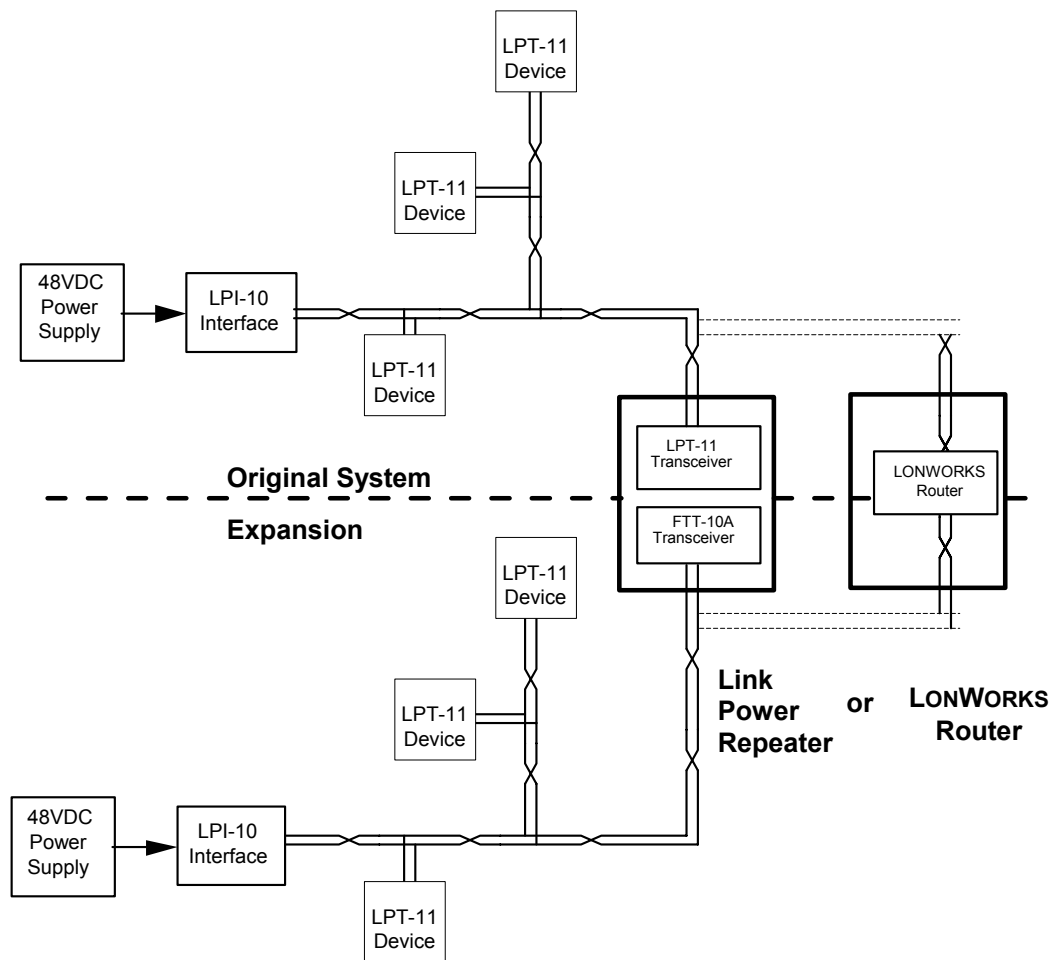 LPT-11
Device
LPT-11
Device
48VDC
Power
Supply
LPI-10
Interface
LPT-11
Device
LPT-11
Transceiver
LONWORKS
Router
Original System
Expansion
FTT-10A
Transceiver
LPT-11
Device
LPT-11
Device
Link
Power
Repeater
or
LONWORKS
Router
48VDC
Power
Supply
LPI-10
Interface
LPT-11
Device